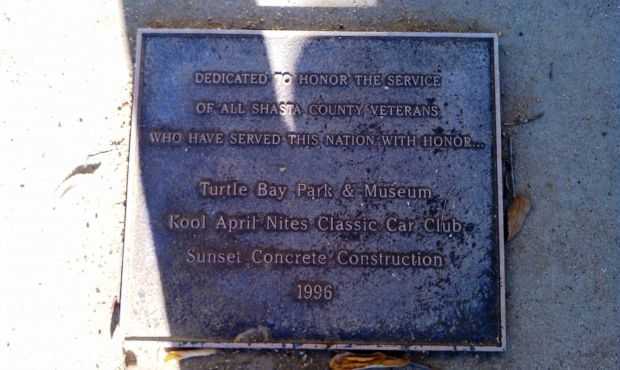 DEDICATED TO HONOR THE SERVICE
OF ALL SHASTA COUNTY VETERANS
WHO HAVE SERVED THIS NATION WITH HONOR...
Turtle Bay Park & Museum
Kool April Nites Classic Car Club
Sunset Concrete Construction
1996